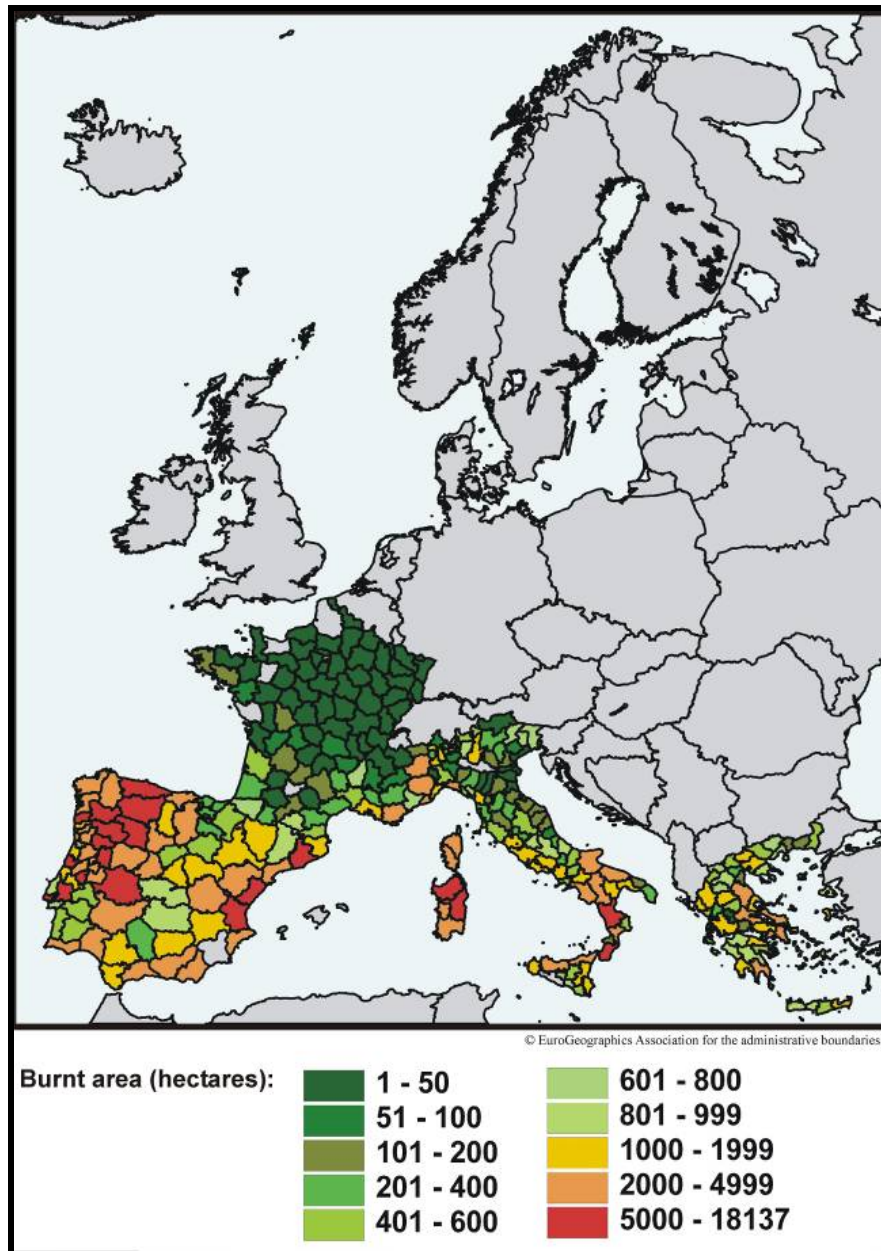 © EuroGeographics Association for the administrative boundaries
Burnt area (hectares):
1 - 50
51 - 100
101 - 200
201 - 400
401 - 600
601 - 800
801 - 999
1000 - 1999
2000 - 4999
5000 - 18137